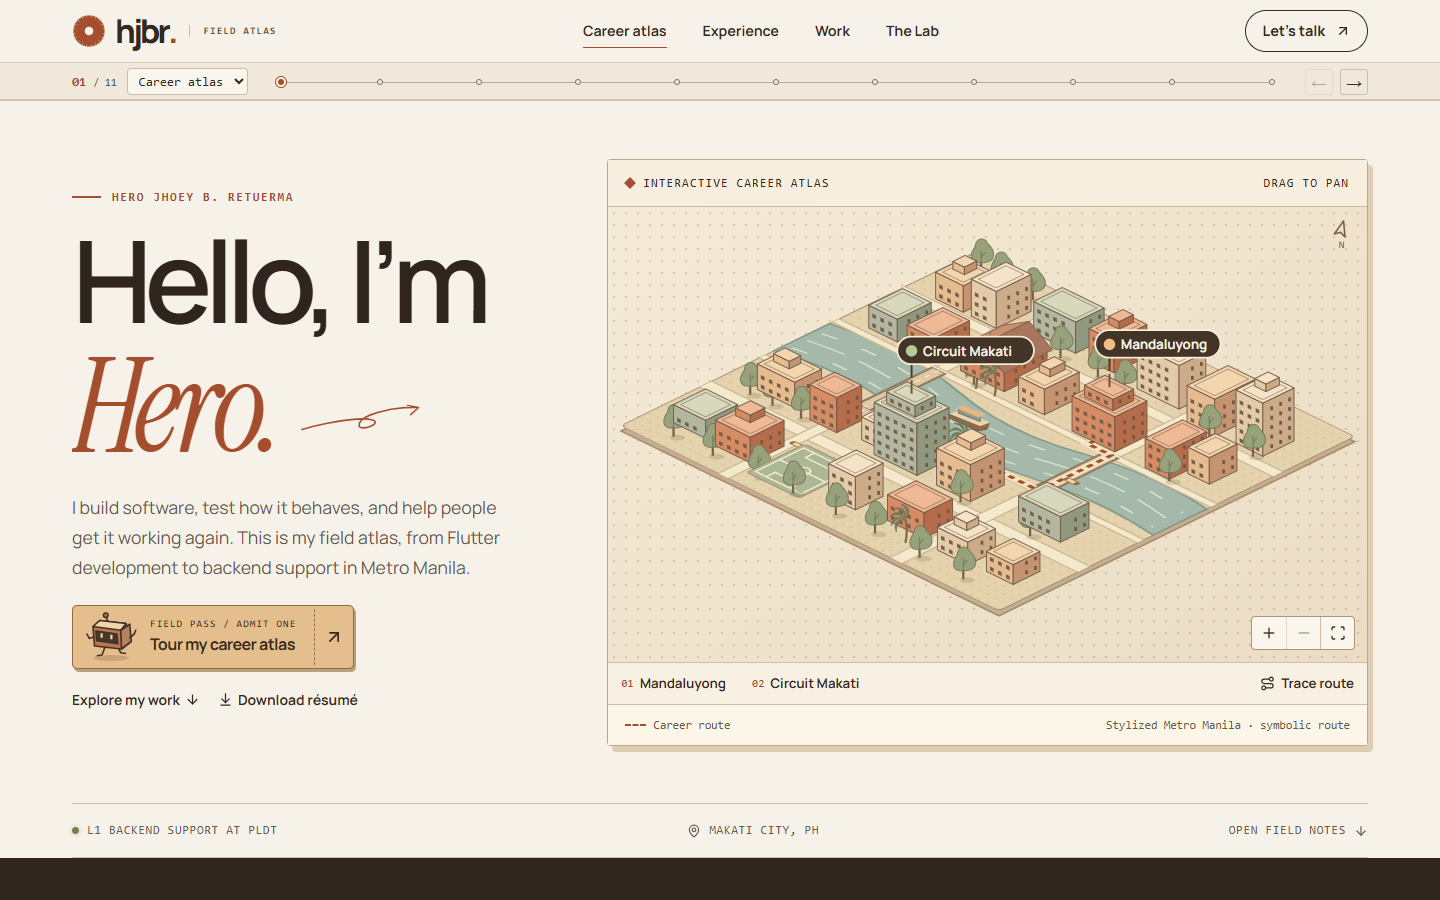 hjbr.
FIELD ATLAS
Career atlas
Experience
Work
The Lab
Let's talk
01 / 11
Career atlas
HERO JHOEY B. RETUERMA
Hello, I’m
Hero.
I build software, test how it behaves, and help people
get it working again. This is my field atlas, from Flutter
development to backend support in Metro Manila.
FIELD PASS / ADMIT ONE
Tour my career atlas
Explore my work
Download résumé
INTERACTIVE CAREER ATLAS
DRAG TO PAN
N
Circuit Makati
Mandaluyong
01 Mandaluyong
02 Circuit Makati
Trace route
Career route
Stylized Metro Manila · symbolic route
L1 BACKEND SUPPORT AT PLDT
MAKATI CITY, PH
OPEN FIELD NOTES